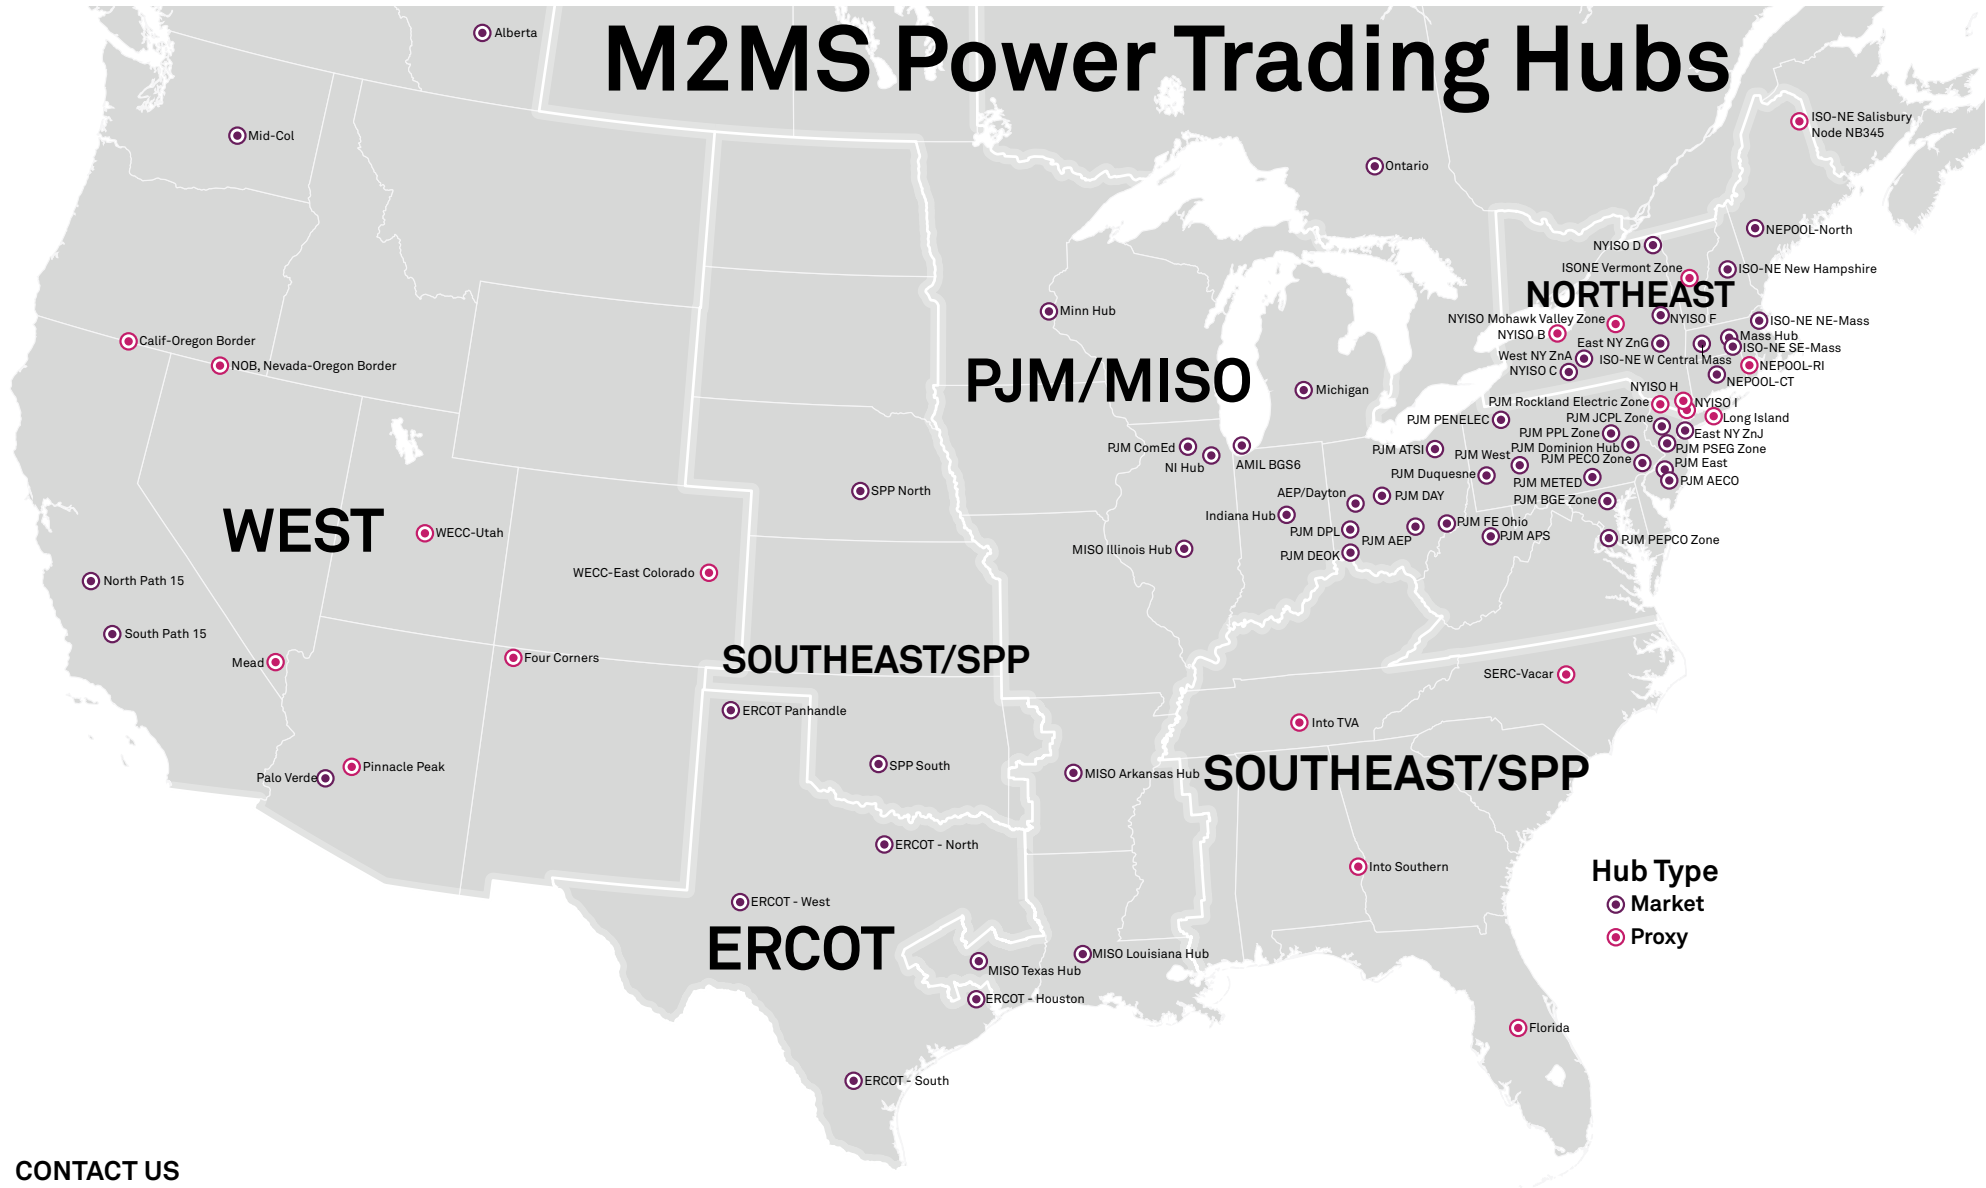 M2MS Power Trading Hubs
Alberta
Mid-Col
Ontario
ISO-NE Salisbury
Node NB345
NEPOOL-North
NYISO D
ISONE Vermont Zone
ISO-NE New Hampshire
NORTHEAST
Minn Hub
NYISO Mohawk Valley Zone
NYISO F
ISO-NE NE-Mass
NYISO B
Mass Hub
Calif-Oregon Border
East NY ZnG
ISO-NE SE-Mass
West NY ZnA
ISO-NE W Central Mass
NOB, Nevada-Oregon Border
NYISO C
NEPOOL-RI
NEPOOL-CT
PJM/MISO
Michigan
NYISO H
PJM Rockland Electric Zone
NYISO I
PJM PENELEC
PJM JCPL Zone
Long Island
PJM PPL Zone
East NY ZnJ
PJM ComEd
PJM ATSI
PJM Dominion Hub
PJM PSEG Zone
NI Hub
AMIL BGS6
PJM West
PJM PECO Zone
PJM East
PJM Duquesne
PJM METED
PJM AECO
SPP North
AEP/Dayton
PJM DAY
PJM BGE Zone
Indiana Hub
PJM FE Ohio
WEST
WECC-Utah
PJM DPL
PJM AEP
PJM APS
PJM PEPCO Zone
MISO Illinois Hub
PJM DEOK
WECC-East Colorado
North Path 15
South Path 15
Mead
Four Corners
SOUTHEAST/SPP
SERC-Vacar
ERCOT Panhandle
Into TVA
Palo Verde
Pinnacle Peak
SPP South
MISO Arkansas Hub
SOUTHEAST/SPP
ERCOT - North
Into Southern
Hub Type
Market
Proxy
ERCOT - West
ERCOT
MISO Texas Hub
MISO Louisiana Hub
ERCOT - Houston
Florida
ERCOT - South
CONTACT US